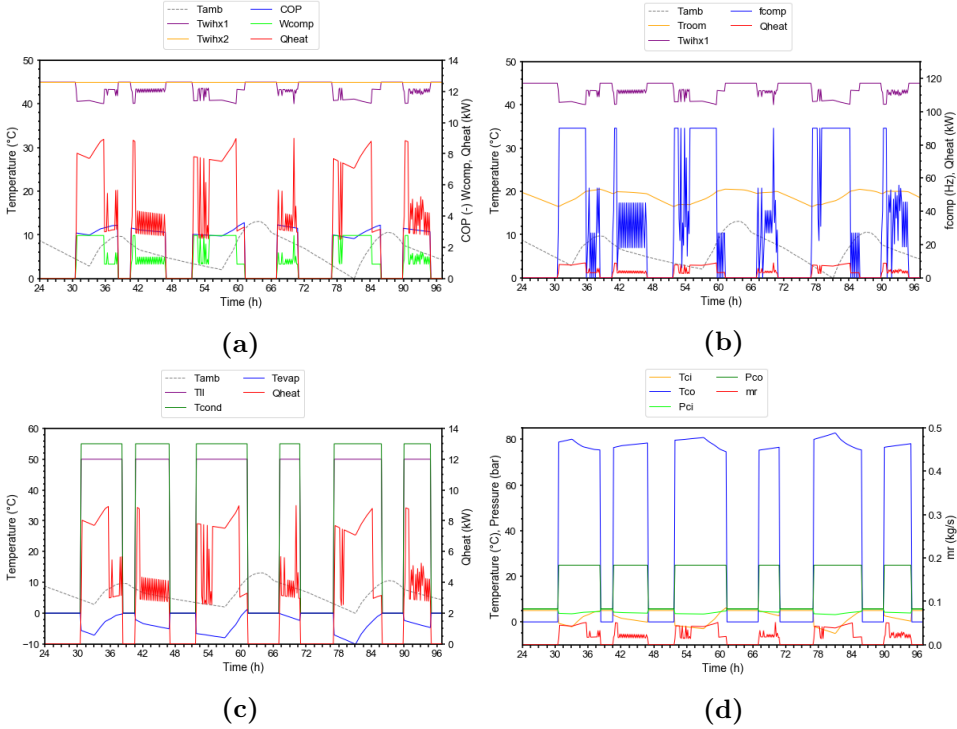 Tamb COP
Twihx1 Wcomp
Twihx2 Qheat
50 14
40 12
10
30 8
20 6
4
10 2
0 0
24 30 36 42 48 54 60 66 72 78 84 90 96
Time (h)
Temperature (°C)
COP (-) Wcomp, Qheat (kW)
(a)
Tamb fcomp
Troom Qheat
Twihx1
50
40 120
100
30 80
20 60
40
10 20
0 0
24 30 36 42 48 54 60 66 72 78 84 90 96
Time (h)
Temperature (°C)
fcomp (Hz), Qheat (kW)
(b)
Tamb Tevap
Tll Qheat
Tcond
60 14
50 12
40 10
30 8
20 6
10 4
0 2
−10 0
24 30 36 42 48 54 60 66 72 78 84 90 96
Time (h)
Temperature (°C)
Qheat (kW)
(c)
Tci Pco
Tco mr
Pci
80 0.5
60 0.4
40 0.3
20 0.2
0 0.1
0.0
24 30 36 42 48 54 60 66 72 78 84 90 96
Time (h)
Temperature (°C), Pressure (bar)
mr (kg/s)
(d)